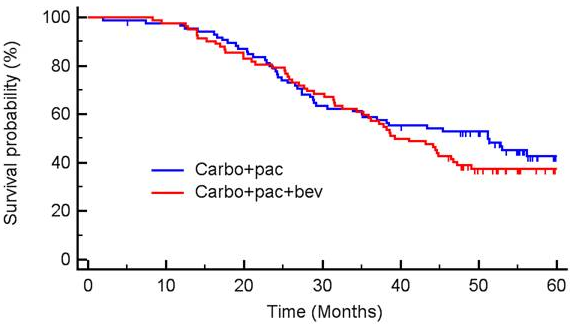 Survival probability (%)
100
80
60
40
20
0
Carbo+pac
Carbo+pac+bev
0 10 20 30 40 50 60
Time (Months)